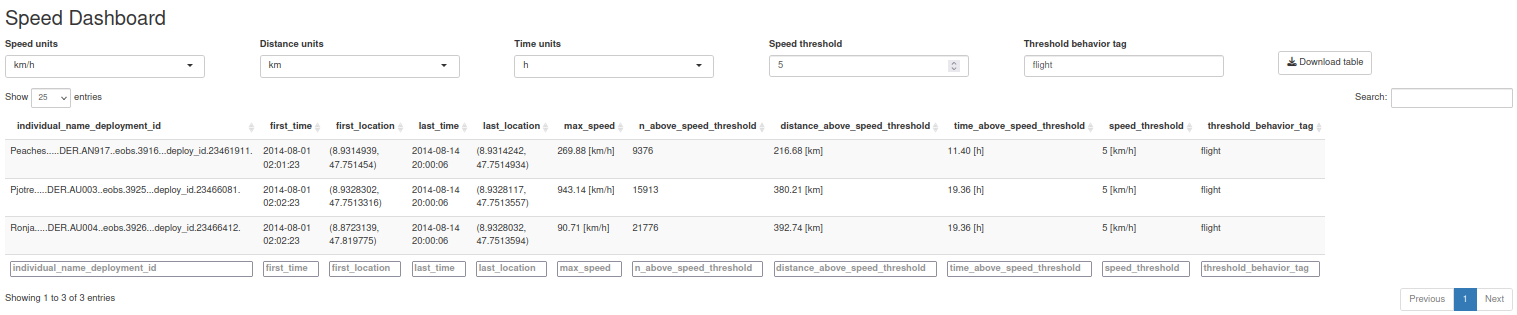 Speed Dashboard
Speed units Distance units Time units Speed threshold Threshold behavior tag
km/h km h 5 flight Download table
Show 25 entries Search:
individual_name_deployment_id first_time first_location last_time last_location max_speed n_above_speed_threshold distance_above_speed_threshold time_above_speed_threshold speed_threshold threshold_behavior_tag
Peaches.....DER.AN917..eobs.3916...deploy_id.23461911. 2014-08-01 (8.9314939, 2014-08-14 (8.9314242, 269.88 [km/h] 9376 216.68 [km] 11.40 [h] 5 [km/h] flight
02:01:23 47.751454) 20:00:06 47.7514934)
Pjotre.....DER.AU003..eobs.3925...deploy_id.23466081. 2014-08-01 (8.9328302, 2014-08-14 (8.9328117, 943.14 [km/h] 15913 380.21 [km] 19.36 [h] 5 [km/h] flight
02:02:23 47.7513316) 20:00:06 47.7513557)
Ronja.....DER.AU004..eobs.3926...deploy_id.23466412. 2014-08-01 (8.8723139, 2014-08-14 (8.9328032, 90.71 [km/h] 21776 392.74 [km] 19.36 [h] 5 [km/h] flight
02:02:23 47.819775) 20:00:06 47.7513594)
individual_name_deployment_id first_time first_location last_time last_location max_speed n_above_speed_threshold distance_above_speed_threshold time_above_speed_threshold speed_threshold threshold_behavior_tag
Showing 1 to 3 of 3 entries Previous 1 Next